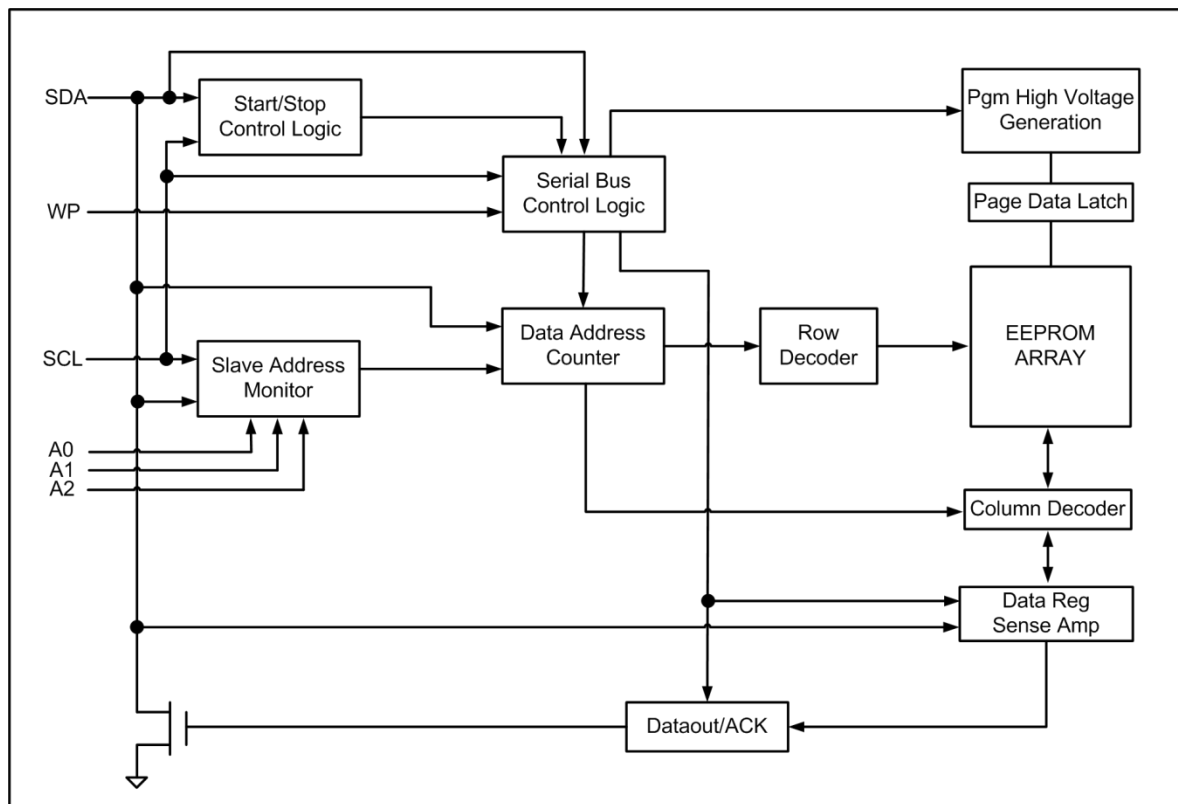 SDA
Start/Stop
Control Logic
Pgm High Voltage
Generation
WP
Serial Bus
Control Logic
Page Data Latch
SCL
Slave Address
Monitor
Data Address
Counter
Row
Decoder
EEPROM
ARRAY
A0
A1
A2
Column Decoder
Data Reg
Sense Amp
Dataout/ACK